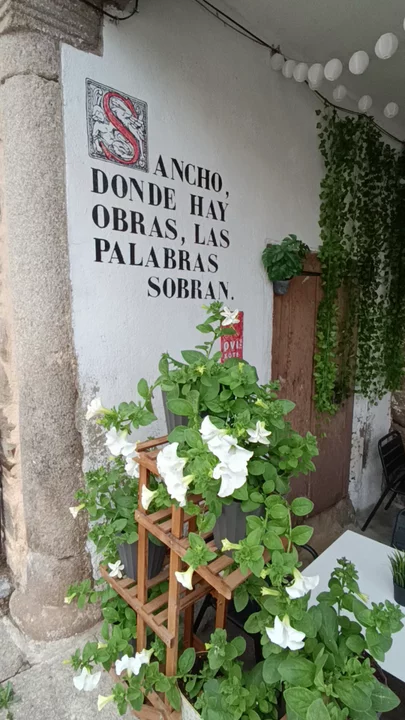 SANCHO,
DONDE HAY
OBRAS, LAS
PALABRAS
SOBRAN.